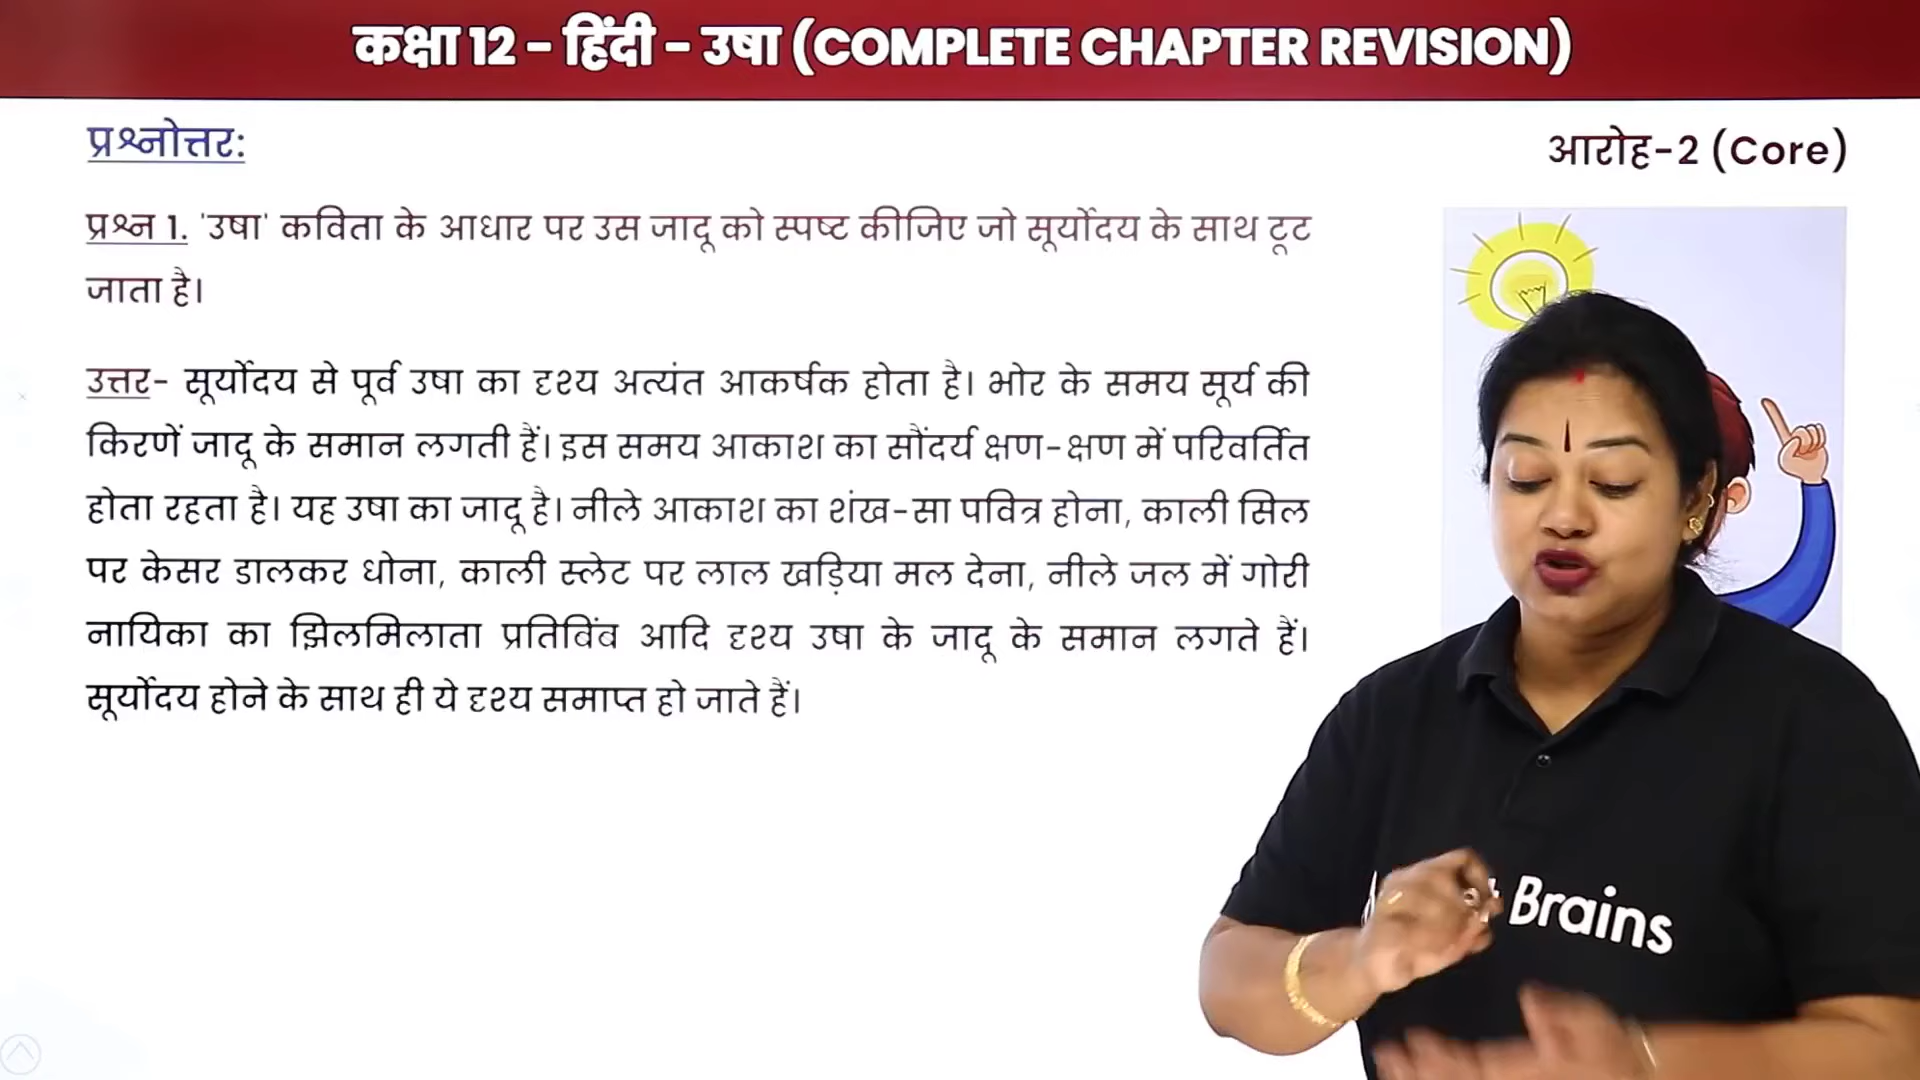 कक्षा 12 - हिंदी - उषा (COMPLETE CHAPTER REVISION)
प्रश्नोत्तर:
आरोह-2 (Core)
प्रश्न 1. 'उषा' कविता के आधार पर उस जादू को स्पष्ट कीजिए जो सूर्योदय के साथ टूट
जाता है।
उत्तर- सूर्योदय से पूर्व उषा का दृश्य अत्यंत आकर्षक होता है। भोर के समय सूर्य की
किरणें जादू के समान लगती हैं। इस समय आकाश का सौंदर्य क्षण-क्षण में परिवर्तित
होता रहता है। यह उषा का जादू है। नीले आकाश का शंख-सा पवित्र होना, काली सिल
पर केसर डालकर धोना, काली स्लेट पर लाल खड़िया मल देना, नीले जल में गोरी
नायिका का झिलमिलाता प्रतिबिंब आदि दृश्य उषा के जादू के समान लगते हैं।
सूर्योदय होने के साथ ही ये दृश्य समाप्त हो जाते हैं।
Brains